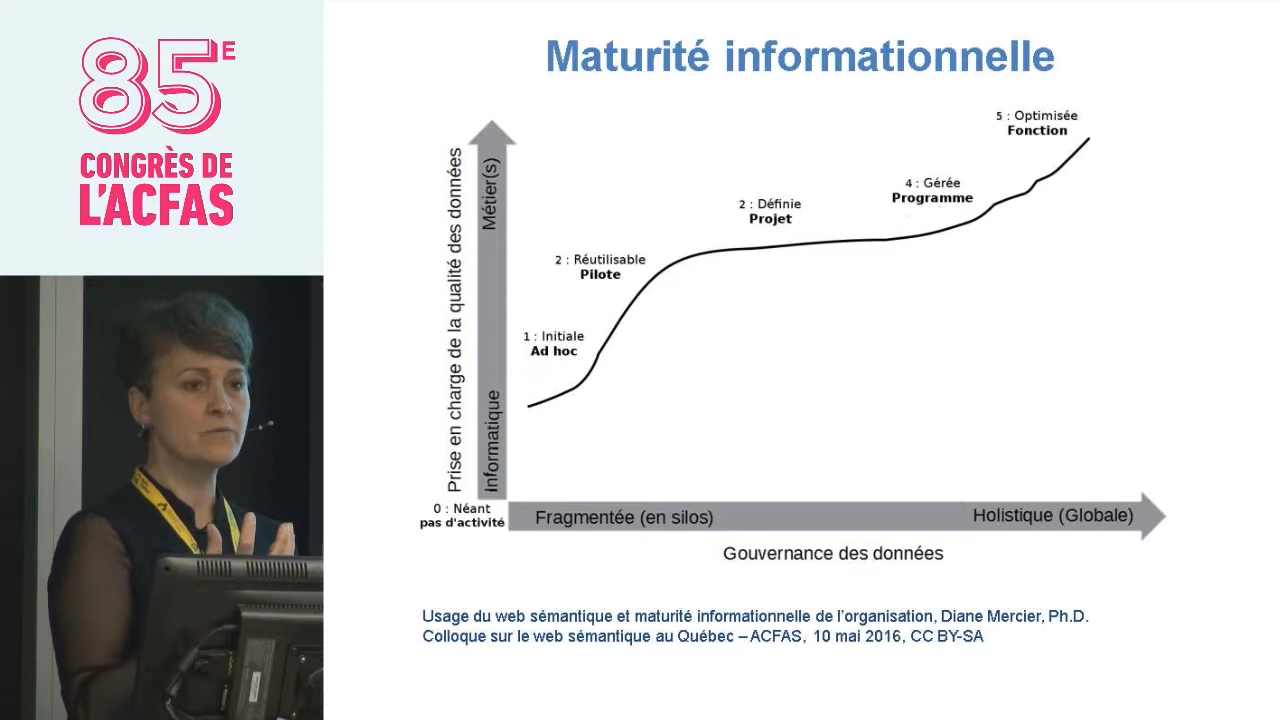 85E
CONGRÈS DE
L'ACFAS
Maturité informationnelle
5 : Optimisée
Fonction
4 : Gérée
Programme
2 : Définie
Projet
2 : Réutilisable
Pilote
1 : Initiale
Ad hoc
Prise en charge de la qualité des données
Métier(s)
Informatique
0 : Néant
pas d'activité
Fragmentée (en silos)
Holistique (Globale)
Gouvernance des données
Usage du web sémantique et maturité informationnelle de l'organisation, Diane Mercier, Ph.D.
Colloque sur le web sémantique au Québec – ACFAS, 10 mai 2016, CC BY-SA